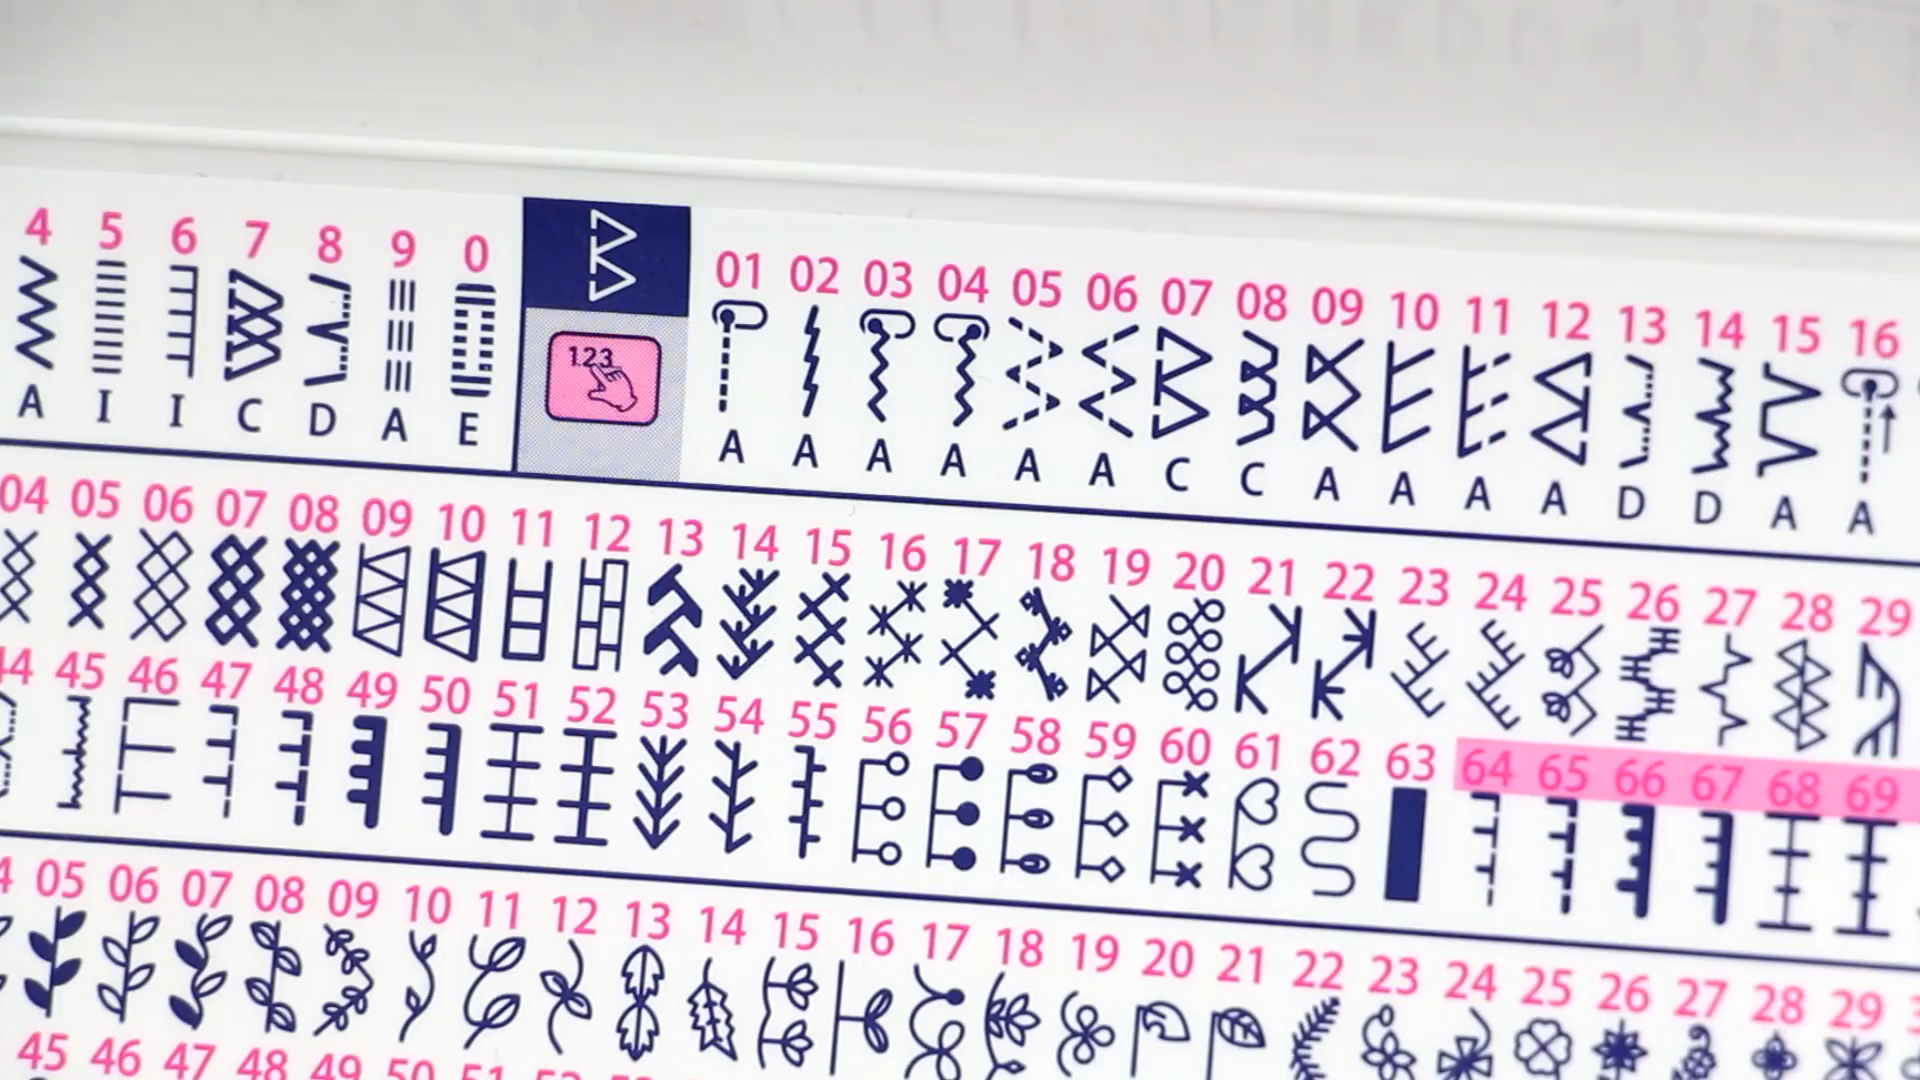 4 5 6 7 8 9 0
A I I C D A E
123
01 02 03 04 05 06 07 08 09 10 11 12 13 14 15 16
A A A A A A C C A A A A D D A A
04 05 06 07 08 09 10 11 12 13 14 15 16 17 18 19 20 21 22 23 24 25 26 27 28 29
44 45 46 47 48 49 50 51 52 53 54 55 56 57 58 59 60 61 62 63 64 65 66 67 68 69
4 05 06 07 08 09 10 11 12 13 14 15 16 17 18 19 20 21 22 23 24 25 26 27 28 29
45 46 47 48 49 50 51